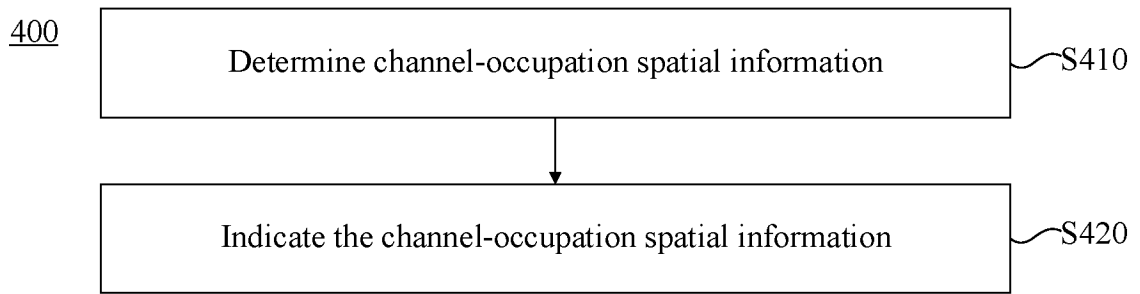 400
Determine channel-occupation spatial information
S410
Indicate the channel-occupation spatial information
S420